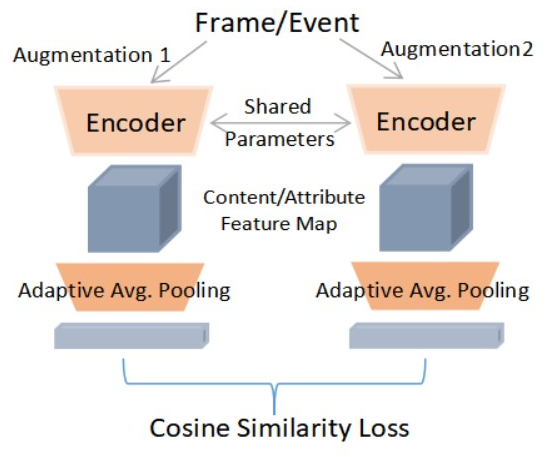 Frame/Event
Augmentation 1
Augmentation2
Encoder
Shared
Parameters
Encoder
Content/Attribute
Feature Map
Adaptive Avg. Pooling
Adaptive Avg. Pooling
Cosine Similarity Loss